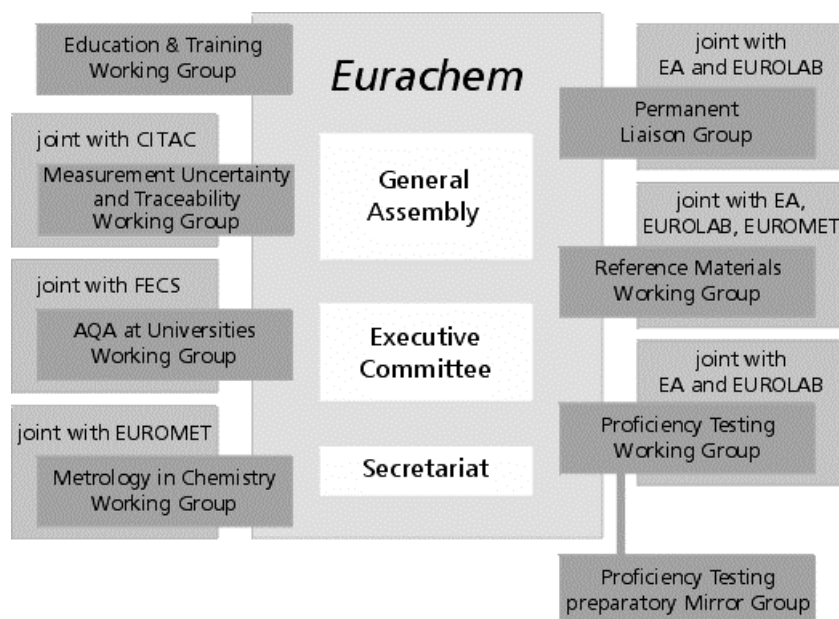 Education & Training
Working Group
joint with CITAC
Measurement Uncertainty
and Traceability
Working Group
joint with FECS
AQA at Universities
Working Group
joint with EUROMET
Metrology in Chemistry
Working Group
Eurachem
General
Assembly
Executive
Committee
Secretariat
joint with
EA and EUROLAB
Permanent
Liaison Group
joint with EA,
EUROLAB, EUROMET
Reference Materials
Working Group
joint with
EA and EUROLAB
Proficiency Testing
Working Group
Proficiency Testing
preparatory Mirror Group